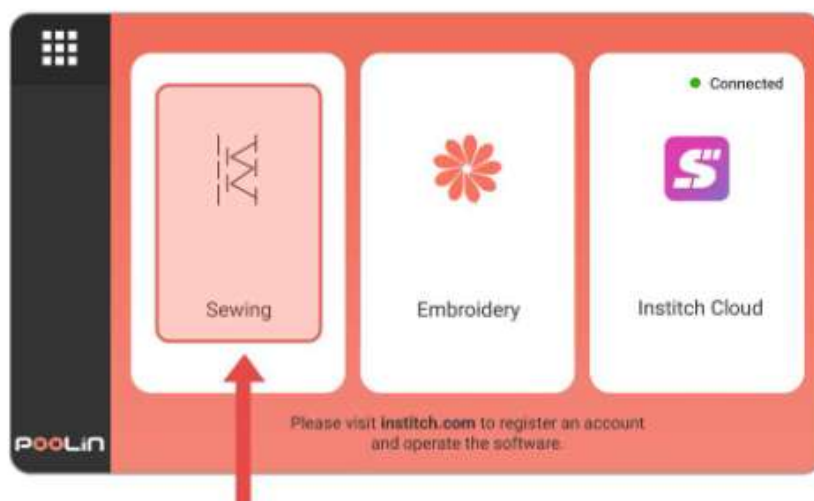 Connected
Sewing
Embroidery
Institch Cloud
Please visit institch.com to register an account
and operate the software.
POOLIN